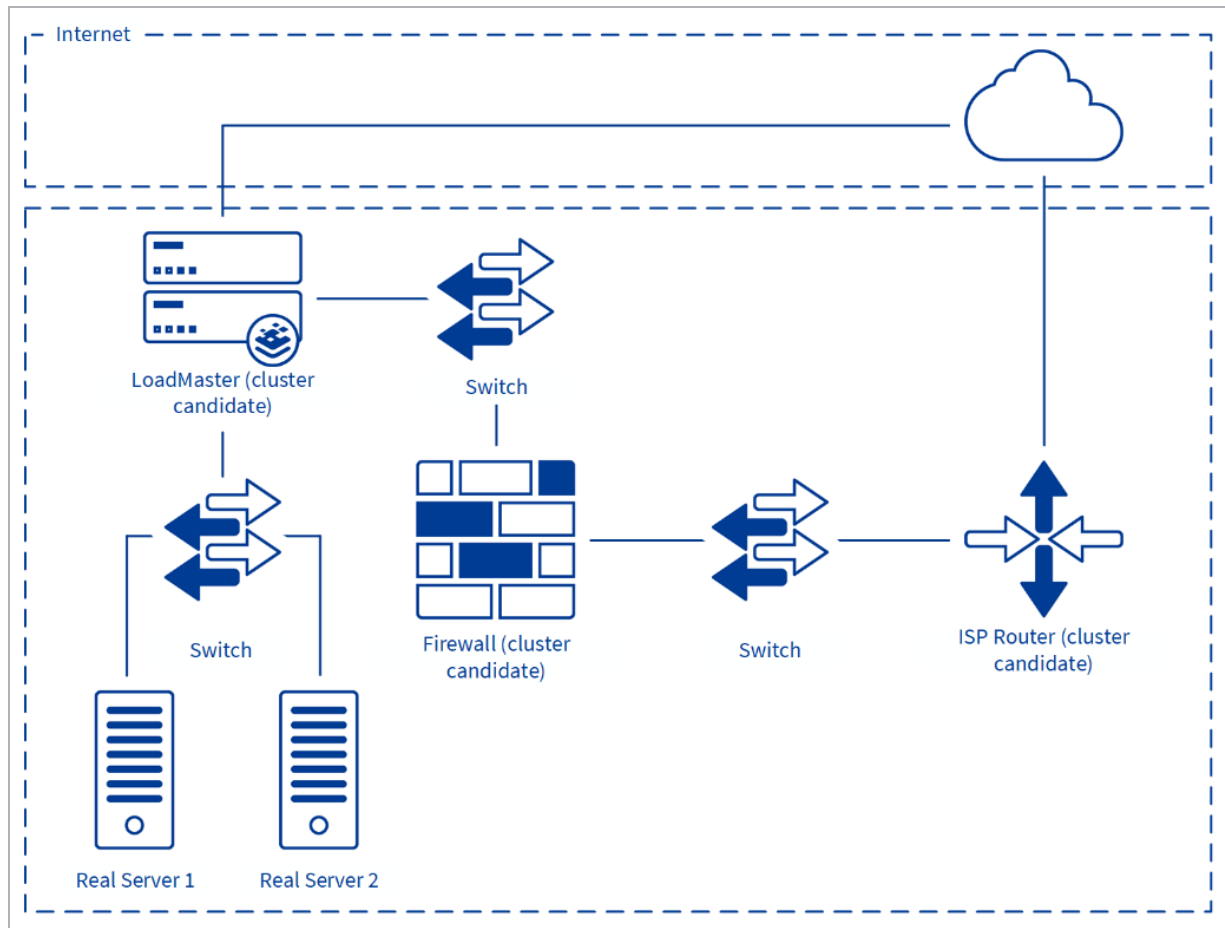 Internet
LoadMaster (cluster
candidate)
Switch
Switch
Firewall (cluster
candidate)
Switch
ISP Router (cluster
candidate)
Real Server 1
Real Server 2